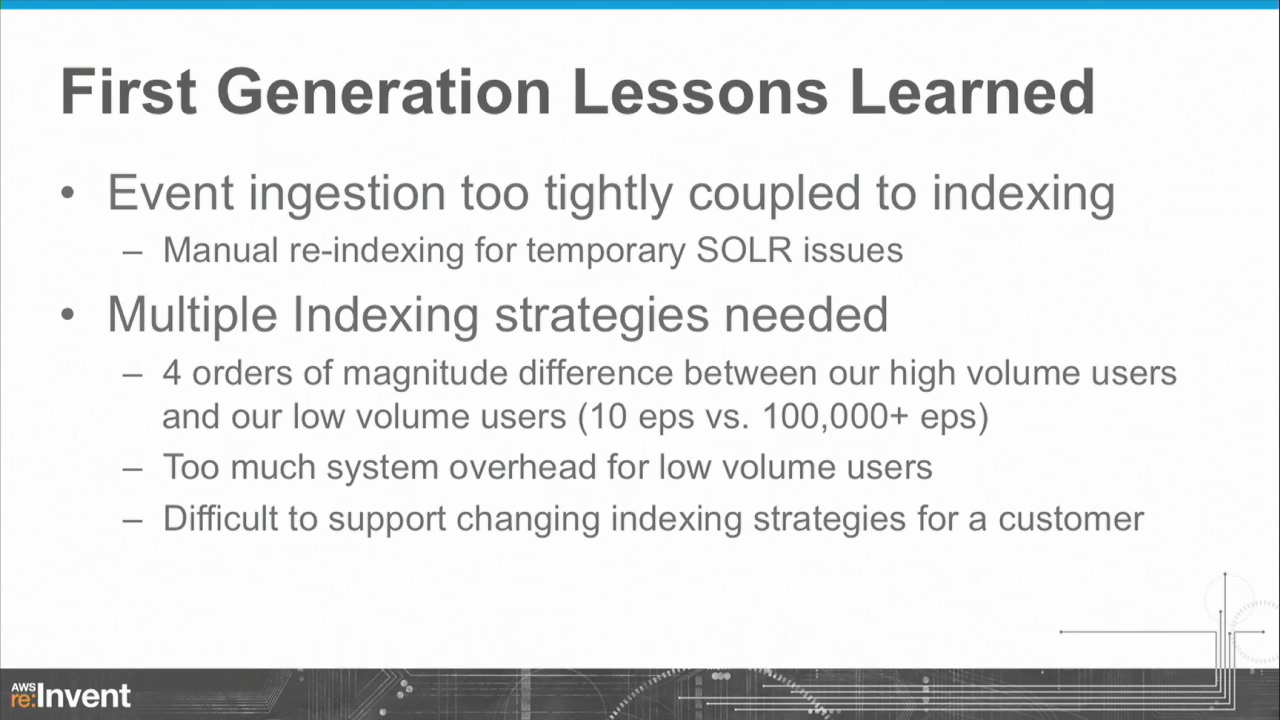 First Generation Lessons Learned
• Event ingestion too tightly coupled to indexing
– Manual re-indexing for temporary SOLR issues
• Multiple Indexing strategies needed
– 4 orders of magnitude difference between our high volume users
and our low volume users (10 eps vs. 100,000+ eps)
– Too much system overhead for low volume users
– Difficult to support changing indexing strategies for a customer
AWS
re:Invent